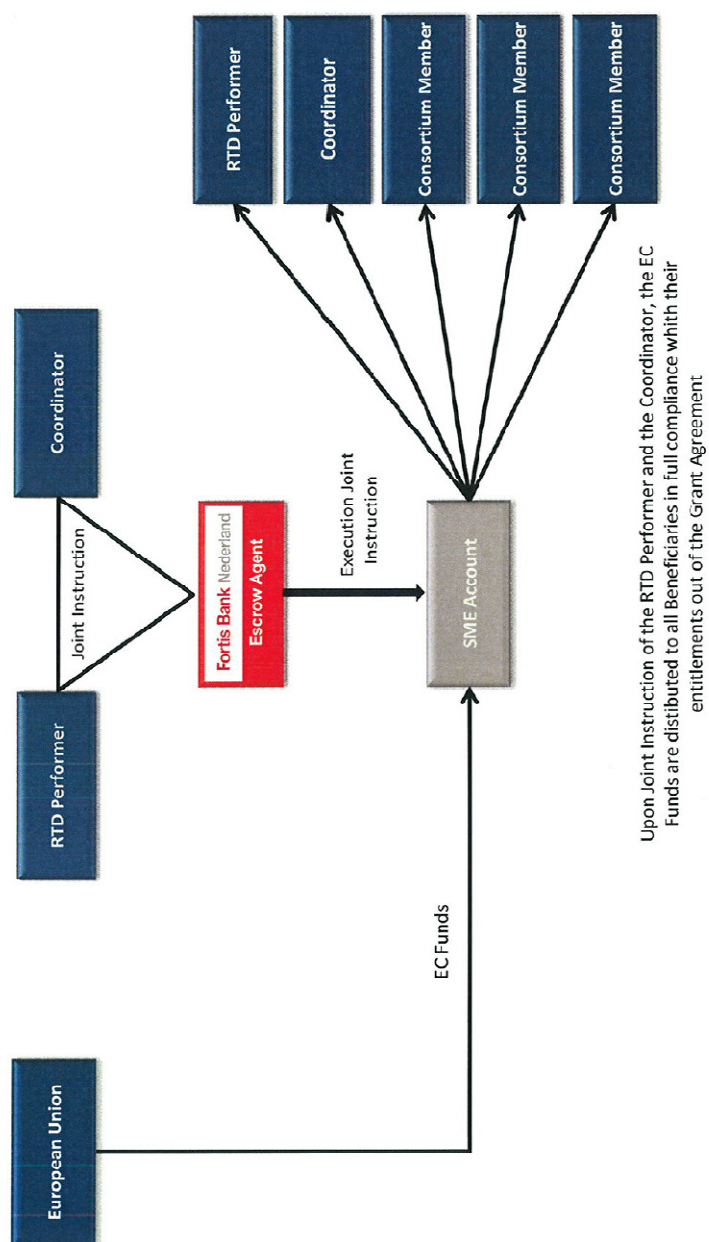 European Union
RTD Performer
Coordinator
Joint Instruction
Fortis Bank Nederland
Escrow Agent
Execution Joint
Instruction
EC Funds
SME Account
RTD Performer
Coordinator
Consortium Member
Consortium Member
Consortium Member
Upon Joint Instruction of the RTD Performer and the Coordinator, the EC
Funds are distibuted to all Beneficiaries in full compliance whith their
entitlements out of the Grant Agreement